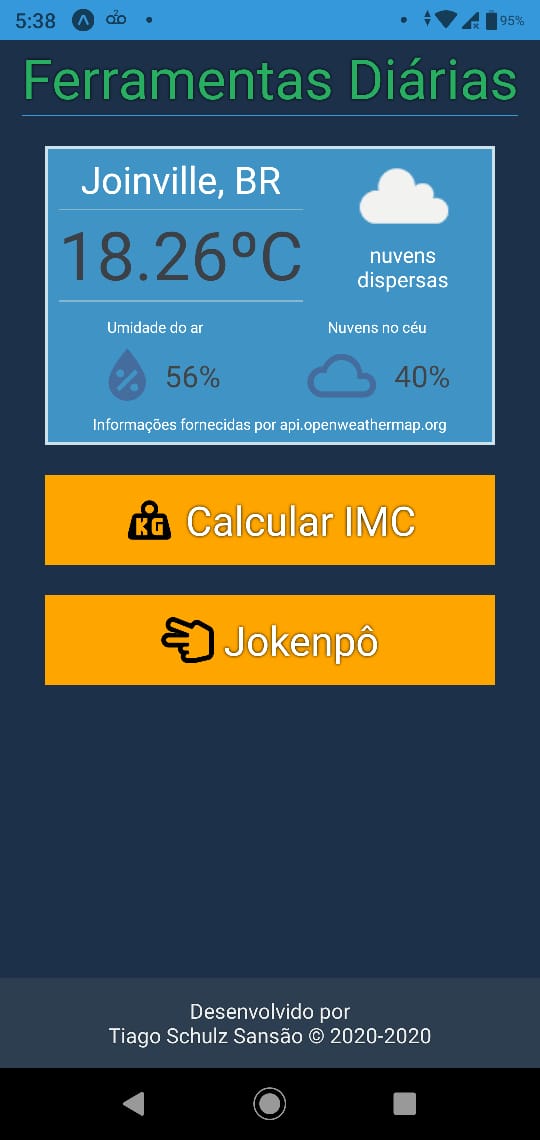 5:38
95%
Ferramentas Diárias
Joinville, BR
18.26ºC
nuvens
dispersas
Umidade do ar
Nuvens no céu
56%
40%
Informações fornecidas por api.openweathermap.org
KG Calcular IMC
Jokenpô
Desenvolvido por
Tiago Schulz Sansão © 2020-2020